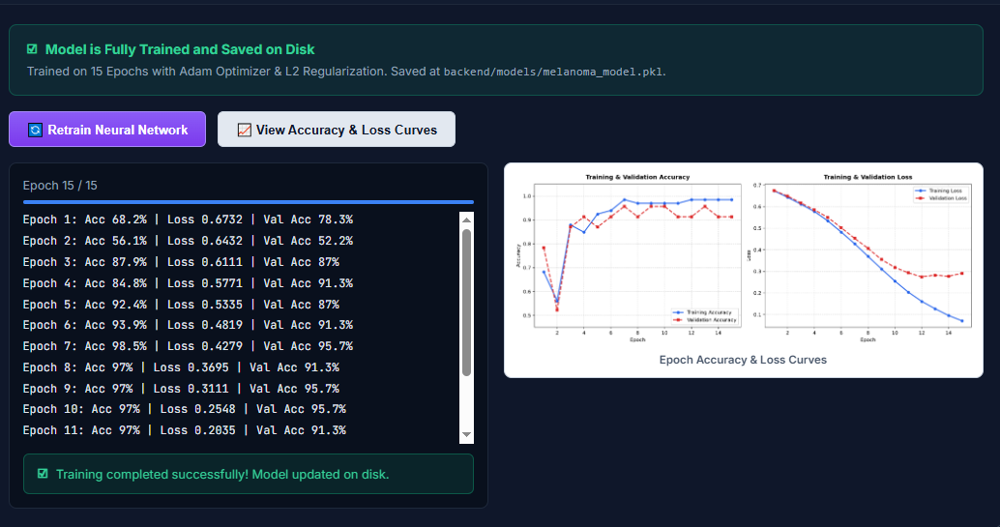 Model is Fully Trained and Saved on Disk
Trained on 15 Epochs with Adam Optimizer & L2 Regularization. Saved at backend/models/melanoma_model.pkl.
Retrain Neural Network
View Accuracy & Loss Curves
Epoch 15 / 15
Epoch 1: Acc 68.2% | Loss 0.6732 | Val Acc 78.3%
Epoch 2: Acc 56.1% | Loss 0.6432 | Val Acc 52.2%
Epoch 3: Acc 87.9% | Loss 0.6111 | Val Acc 87%
Epoch 4: Acc 84.8% | Loss 0.5771 | Val Acc 91.3%
Epoch 5: Acc 92.4% | Loss 0.5335 | Val Acc 87%
Epoch 6: Acc 93.9% | Loss 0.4819 | Val Acc 91.3%
Epoch 7: Acc 98.5% | Loss 0.4279 | Val Acc 95.7%
Epoch 8: Acc 97% | Loss 0.3695 | Val Acc 91.3%
Epoch 9: Acc 97% | Loss 0.3111 | Val Acc 95.7%
Epoch 10: Acc 97% | Loss 0.2548 | Val Acc 95.7%
Epoch 11: Acc 97% | Loss 0.2035 | Val Acc 91.3%
Training completed successfully! Model updated on disk.
Training & Validation Accuracy
1.0
0.9
0.8
0.7
0.6
0.5
Accuracy
Training Accuracy
Validation Accuracy
2 4 6 8 10 12 14
Epoch
Training & Validation Loss
0.7
0.6
0.5
0.4
0.3
0.2
0.1
Loss
Training Loss
Validation Loss
2 4 6 8 10 12 14
Epoch
Epoch Accuracy & Loss Curves